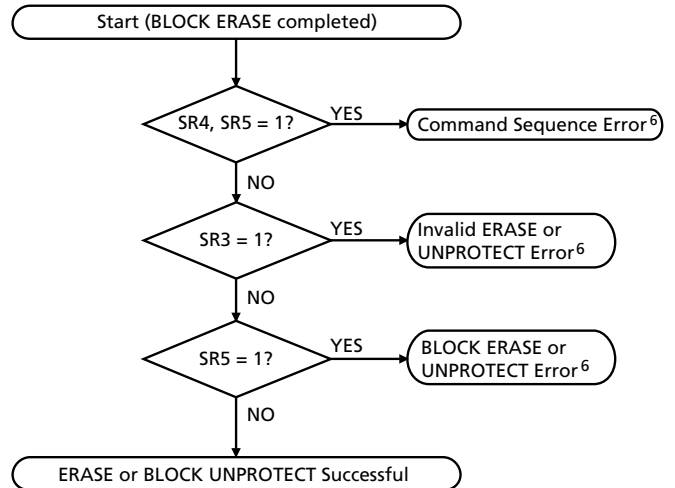 Start (BLOCK ERASE completed)
SR4, SR5 = 1?
YES
Command Sequence Error6
NO
SR3 = 1?
YES
Invalid ERASE or
UNPROTECT Error6
NO
SR5 = 1?
YES
BLOCK ERASE or
UNPROTECT Error6
NO
ERASE or BLOCK UNPROTECT Successful